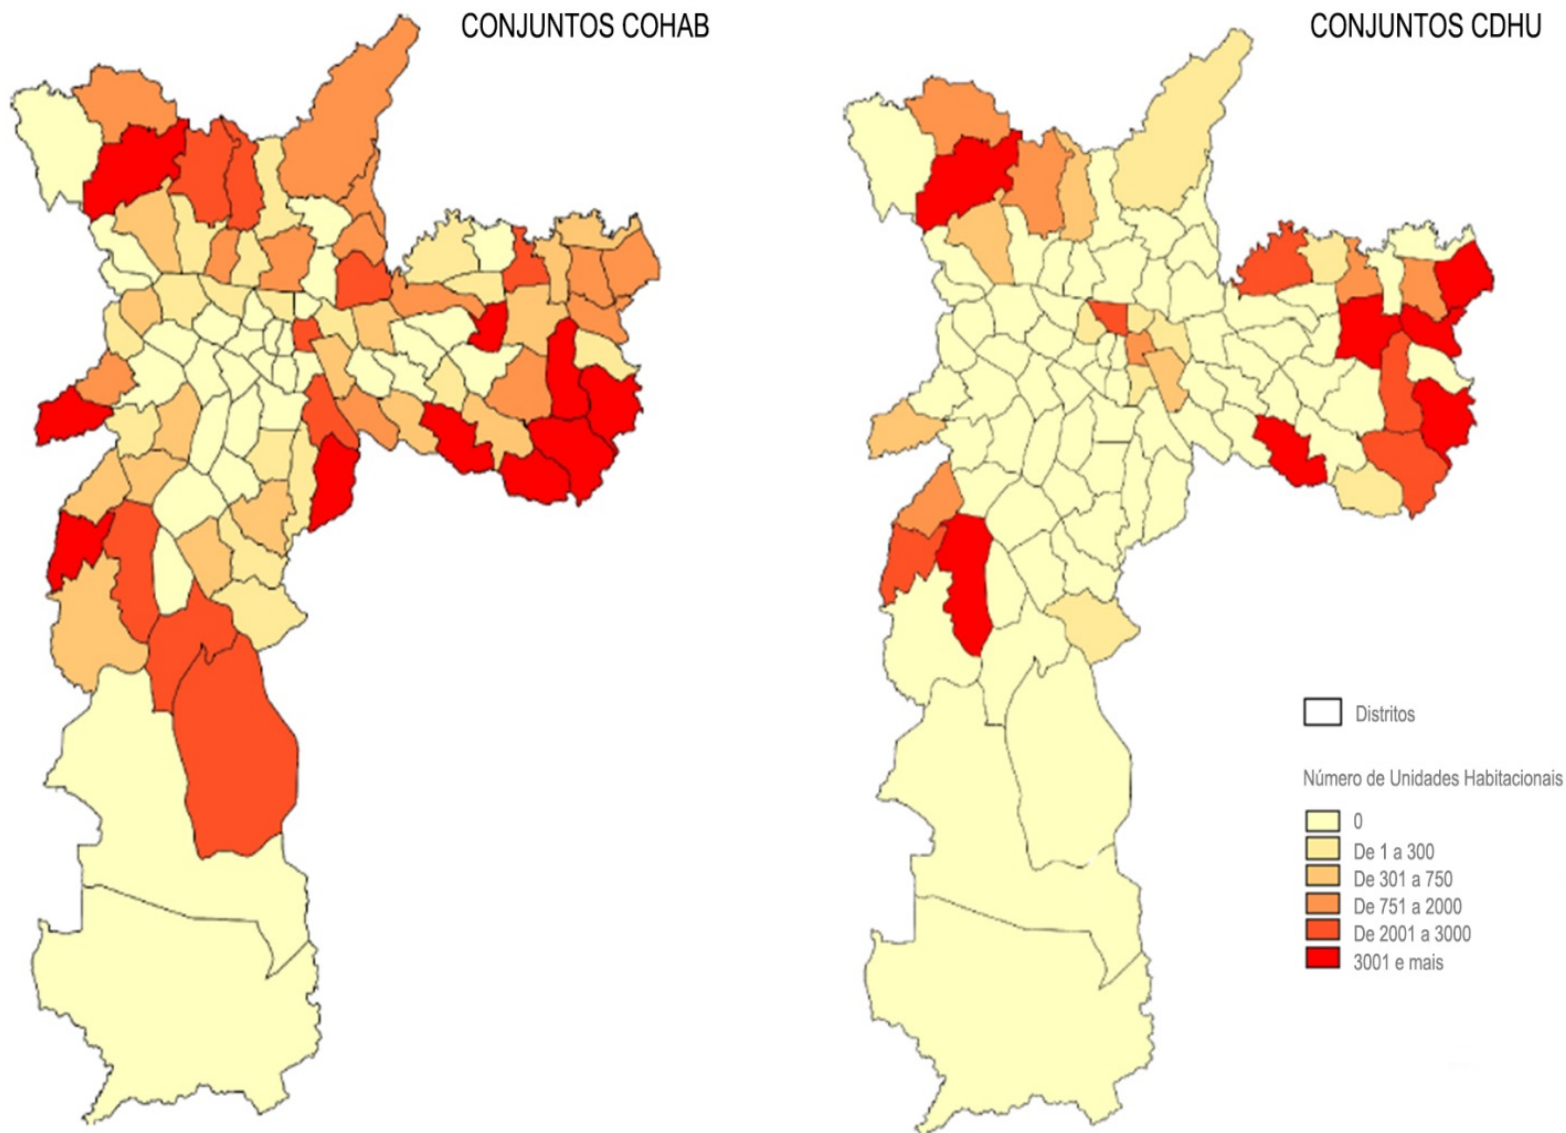 CONJUNTOS COHAB
CONJUNTOS CDHU
Distritos
Número de Unidades Habitacionais
0
De 1 a 300
De 301 a 750
De 751 a 2000
De 2001 a 3000
3001 e mais